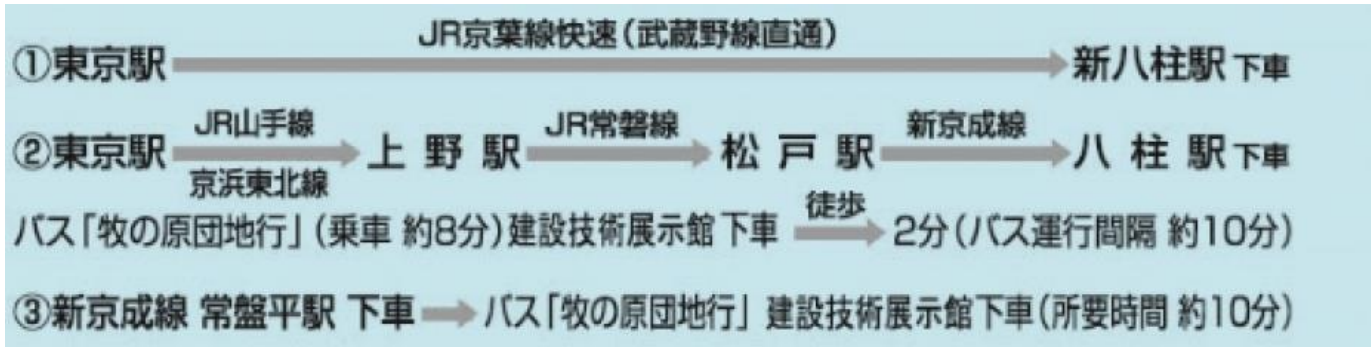 JR京葉線快速(武蔵野線直通)
①東京駅 新八柱駅 下車
JR山手線 JR常磐線 新京成線
②東京駅 上野駅 松戸駅 八柱駅 下車
京浜東北線
徒歩
バス「牧の原団地行」(乗車 約8分)建設技術展示館 下車 2分(バス運行間隔 約10分)
③新京成線 常盤平駅 下車 バス「牧の原団地行」 建設技術展示館下車(所要時間 約10分)